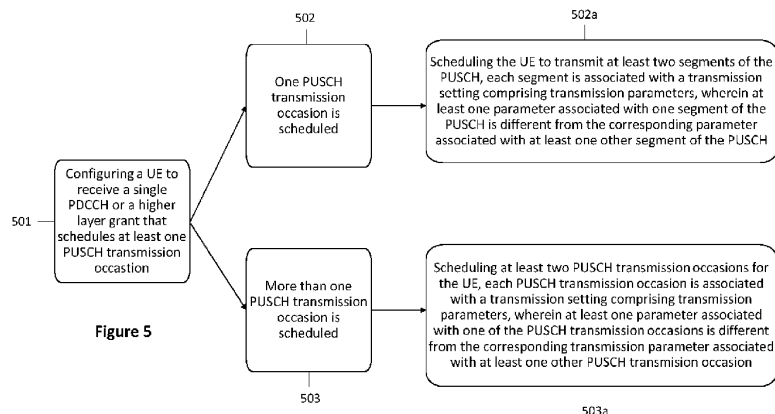 502
502a
One PUSCH
transmission
occasion is
scheduled
Scheduling the UE to transmit at least two segments of the
PUSCH, each segment is associated with a transmission
setting comprising transmission parameters, wherein at
least one parameter associated with one segment of the
PUSCH is different from the corresponding parameter
associated with at least one other segment of the PUSCH
501
Configuring a UE to
receive a single
PDCCH or a higher
layer grant that
schedules at least one
PUSCH transmission
occastion
More than one
PUSCH transmission
occasion is
scheduled
Scheduling at least two PUSCH transmission occasions for
the UE, each PUSCH transmission occasion is associated
with a transmission setting comprising transmission
parameters, wherein at least one parameter associated
with one of the PUSCH transmission occasions is different
from the corresponding transmission parameter associated
with at least one other PUSCH transmision occasion
Figure 5
503
503a